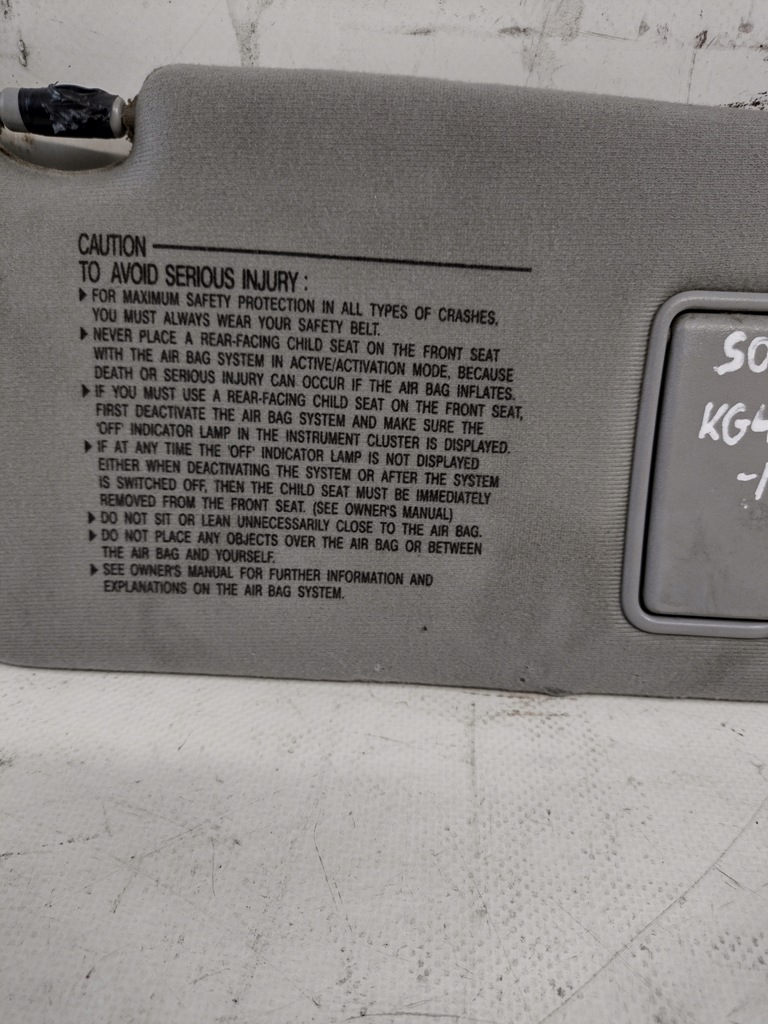 CAUTION
TO AVOID SERIOUS INJURY :
▶ FOR MAXIMUM SAFETY PROTECTION IN ALL TYPES OF CRASHES,
YOU MUST ALWAYS WEAR YOUR SAFETY BELT.
▶ NEVER PLACE A REAR-FACING CHILD SEAT ON THE FRONT SEAT
WITH THE AIR BAG SYSTEM IN ACTIVE/ACTIVATION MODE, BECAUSE
DEATH OR SERIOUS INJURY CAN OCCUR IF THE AIR BAG INFLATES.
▶ IF YOU MUST USE A REAR-FACING CHILD SEAT ON THE FRONT SEAT,
FIRST DEACTIVATE THE AIR BAG SYSTEM AND MAKE SURE THE
'OFF' INDICATOR LAMP IN THE INSTRUMENT CLUSTER IS DISPLAYED.
▶ IF AT ANY TIME THE 'OFF' INDICATOR LAMP IS NOT DISPLAYED
EITHER WHEN DEACTIVATING THE SYSTEM OR AFTER THE SYSTEM
IS SWITCHED OFF, THEN THE CHILD SEAT MUST BE IMMEDIATELY
REMOVED FROM THE FRONT SEAT. (SEE OWNER'S MANUAL)
▶ DO NOT SIT OR LEAN UNNECESSARILY CLOSE TO THE AIR BAG.
▶ DO NOT PLACE ANY OBJECTS OVER THE AIR BAG OR BETWEEN
THE AIR BAG AND YOURSELF.
▶ SEE OWNER'S MANUAL FOR FURTHER INFORMATION AND
EXPLANATIONS ON THE AIR BAG SYSTEM.
SO
KG4
-1